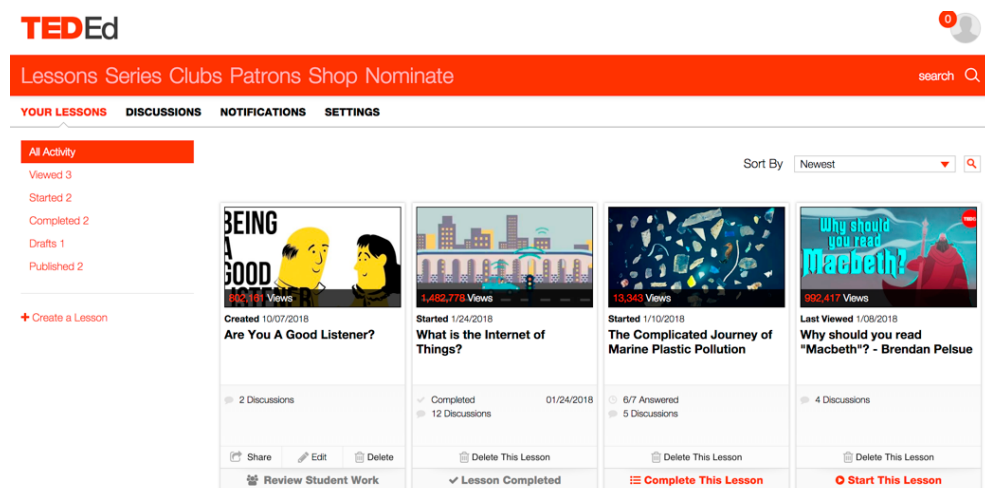 TEDEd
0
Lessons Series Clubs Patrons Shop Nominate
search
YOUR LESSONS DISCUSSIONS NOTIFICATIONS SETTINGS
All Activity
Viewed 3
Started 2
Completed 2
Drafts 1
Published 2
+ Create a Lesson
Sort By Newest
BEING
A
GOOD
802,161 Views
Created 10/07/2018
Are You A Good Listener?
2 Discussions
Share Edit Delete
Review Student Work
1,482,778 Views
Started 1/24/2018
What is the Internet of
Things?
Completed 01/24/2018
12 Discussions
Delete This Lesson
Lesson Completed
13,343 Views
Started 1/10/2018
The Complicated Journey of
Marine Plastic Pollution
6/7 Answered
5 Discussions
Delete This Lesson
Complete This Lesson
Why should
you read
Macbeth?
992,417 Views
Last Viewed 1/08/2018
Why should you read
"Macbeth"? - Brendan Pelsue
4 Discussions
Delete This Lesson
Start This Lesson